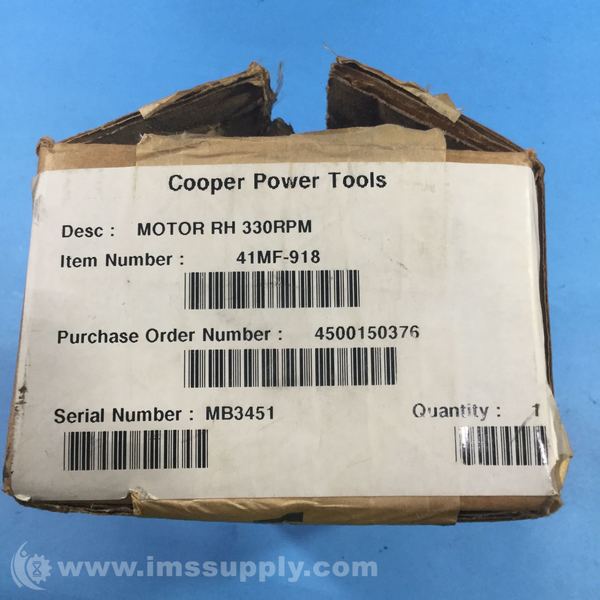 Cooper Power Tools
Desc : MOTOR RH 330RPM
Item Number : 41MF-918
Purchase Order Number : 4500150376
Serial Number : MB3451 Quantity : 1
www.imssupply.com